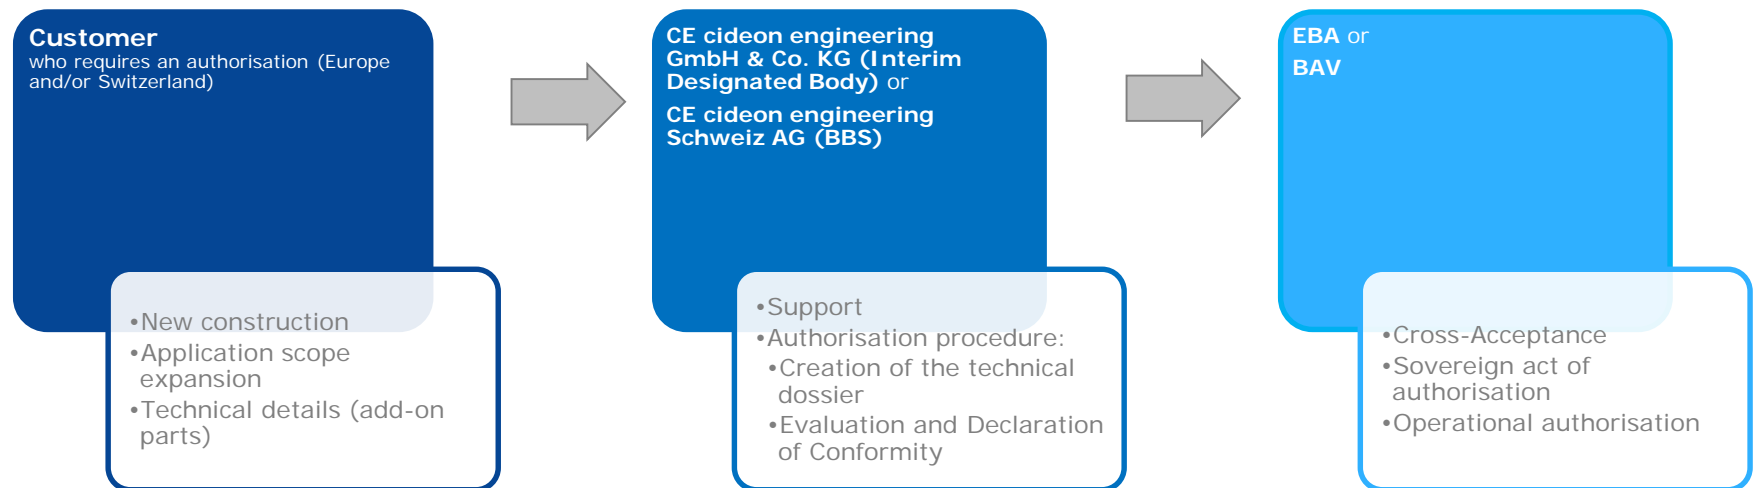 Customer
who requires an authorisation (Europe
and/or Switzerland)
•New construction
•Application scope
expansion
•Technical details (add-on
parts)
CE cideon engineering
GmbH & Co. KG (Interim
Designated Body) or
CE cideon engineering
Schweiz AG (BBS)
•Support
•Authorisation procedure:
•Creation of the technical
dossier
•Evaluation and Declaration
of Conformity
EBA or
BAV
•Cross-Acceptance
•Sovereign act of
authorisation
•Operational authorisation